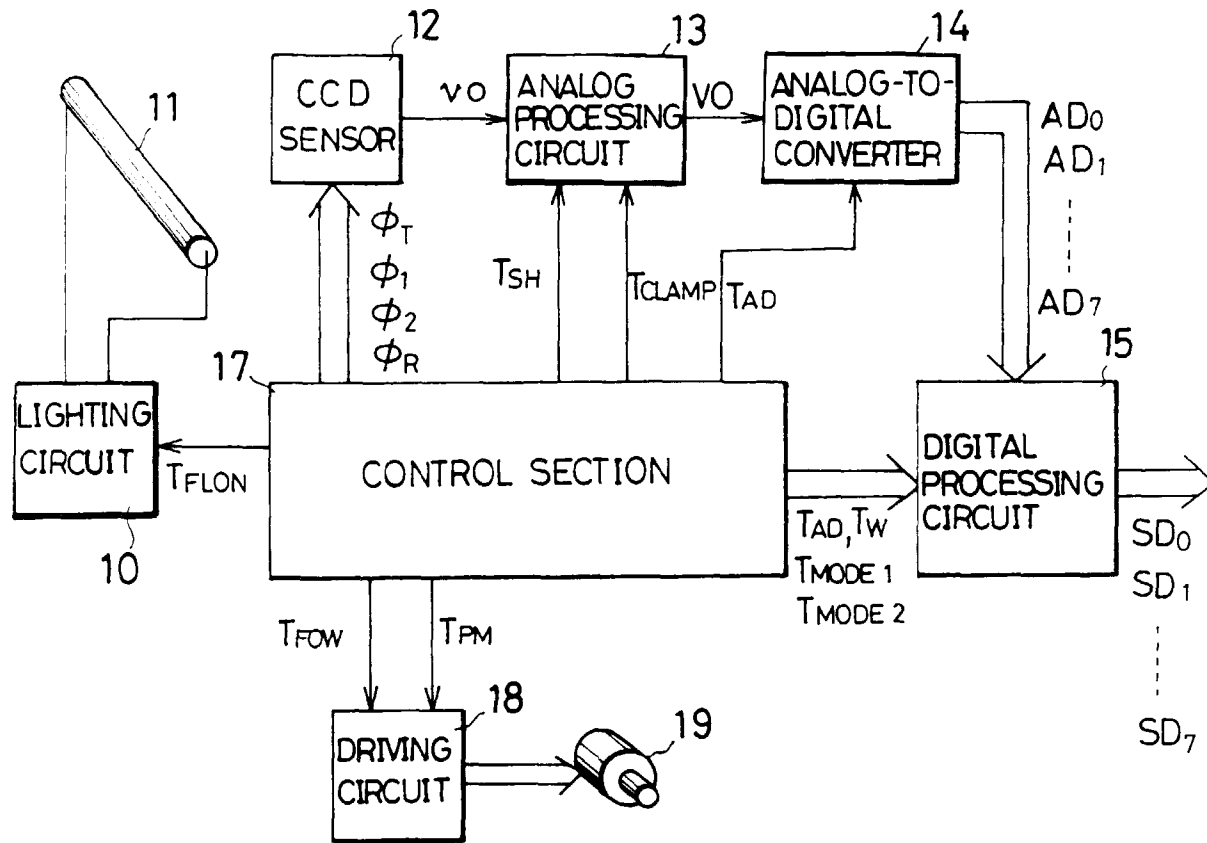 12
13
14
11
CCD
SENSOR
νO
ANALOG
PROCESSING
CIRCUIT
VO
ANALOG-TO-
DIGITAL
CONVERTER
AD0
AD1
AD7
ϕT
ϕ1
ϕ2
ϕR
TSH
TCLAMP
TAD
17
15
LIGHTING
CIRCUIT
TFLON
10
CONTROL SECTION
DIGITAL
PROCESSING
CIRCUIT
TAD, TW
TMODE 1
TMODE 2
SD0
SD1
SD7
TFOW
TPM
18
DRIVING
CIRCUIT
19